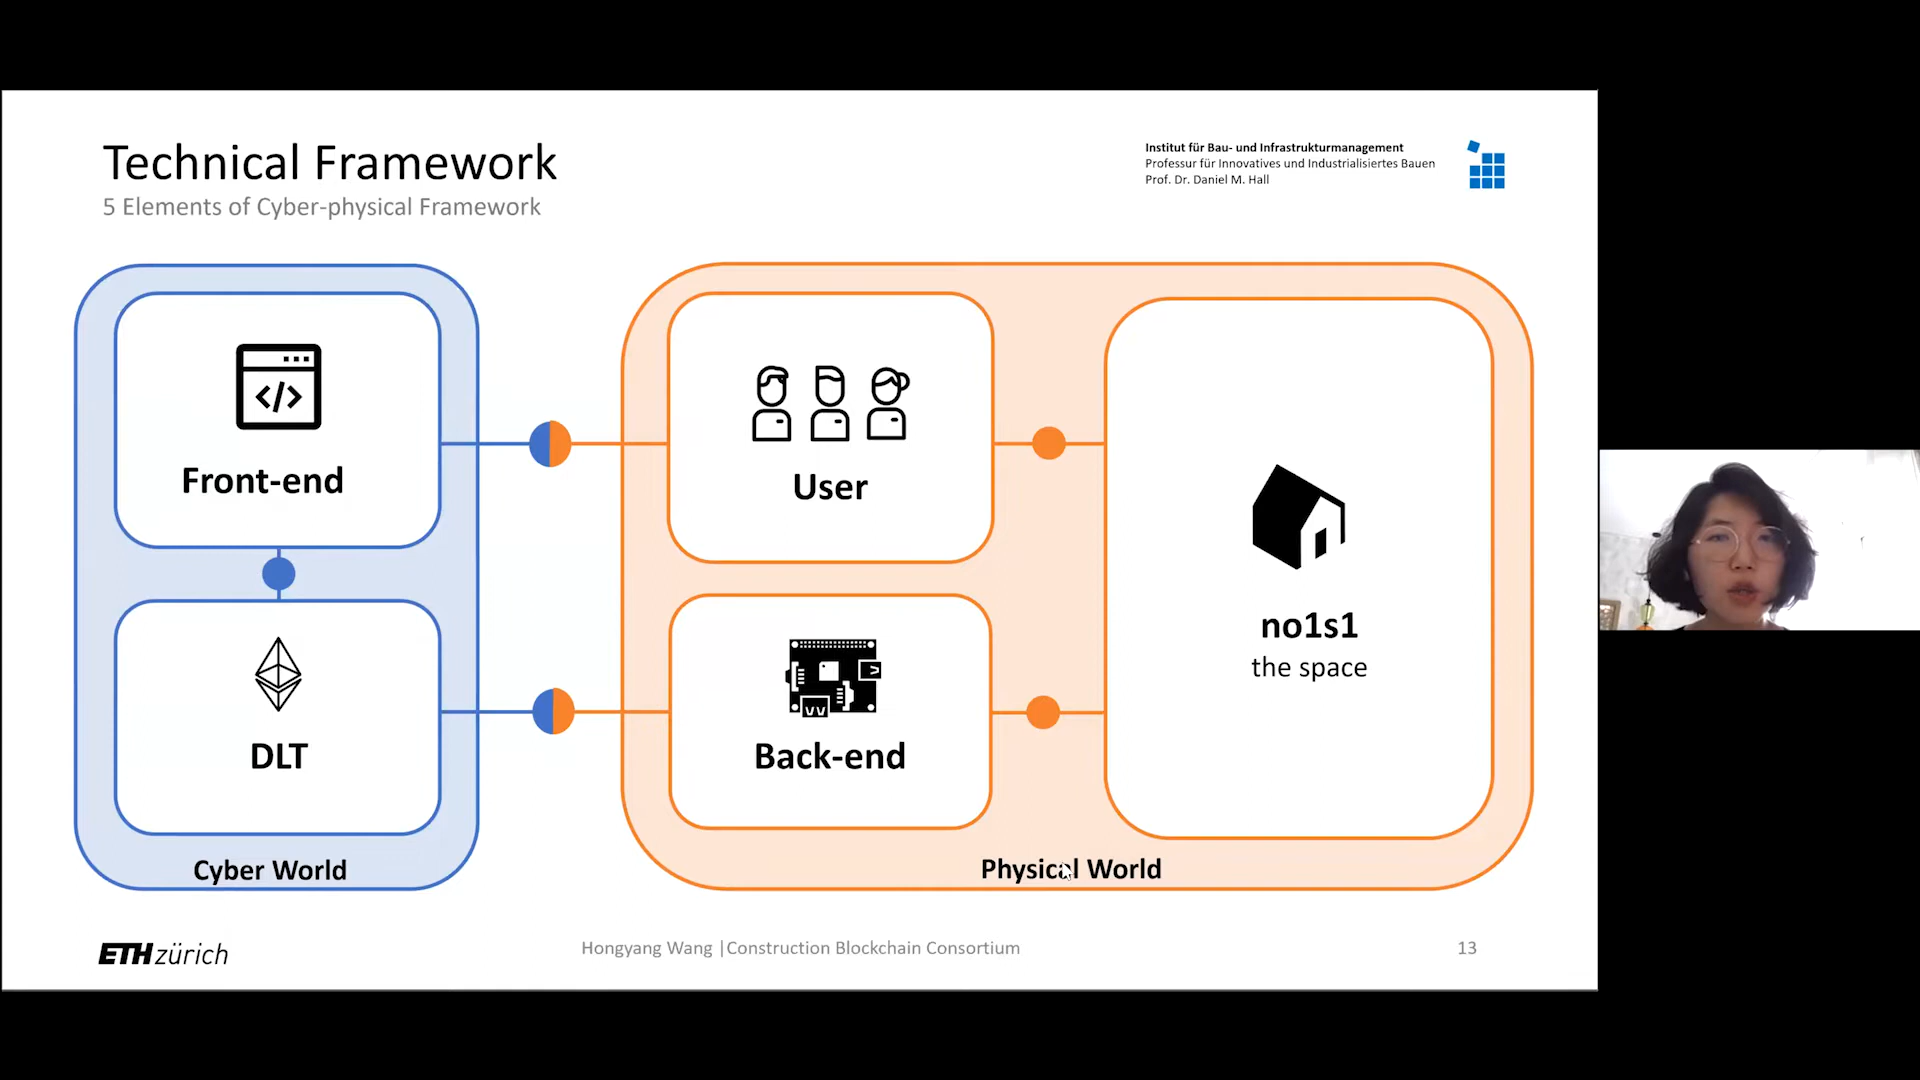 Technical Framework
5 Elements of Cyber-physical Framework
Institut für Bau- und Infrastrukturmanagement
Professur für Innovatives und Industrialisiertes Bauen
Prof. Dr. Daniel M. Hall
</>
Front-end
User
no1s1
the space
DLT
Back-end
Cyber World
Physical World
ETH zürich
Hongyang Wang |Construction Blockchain Consortium
13